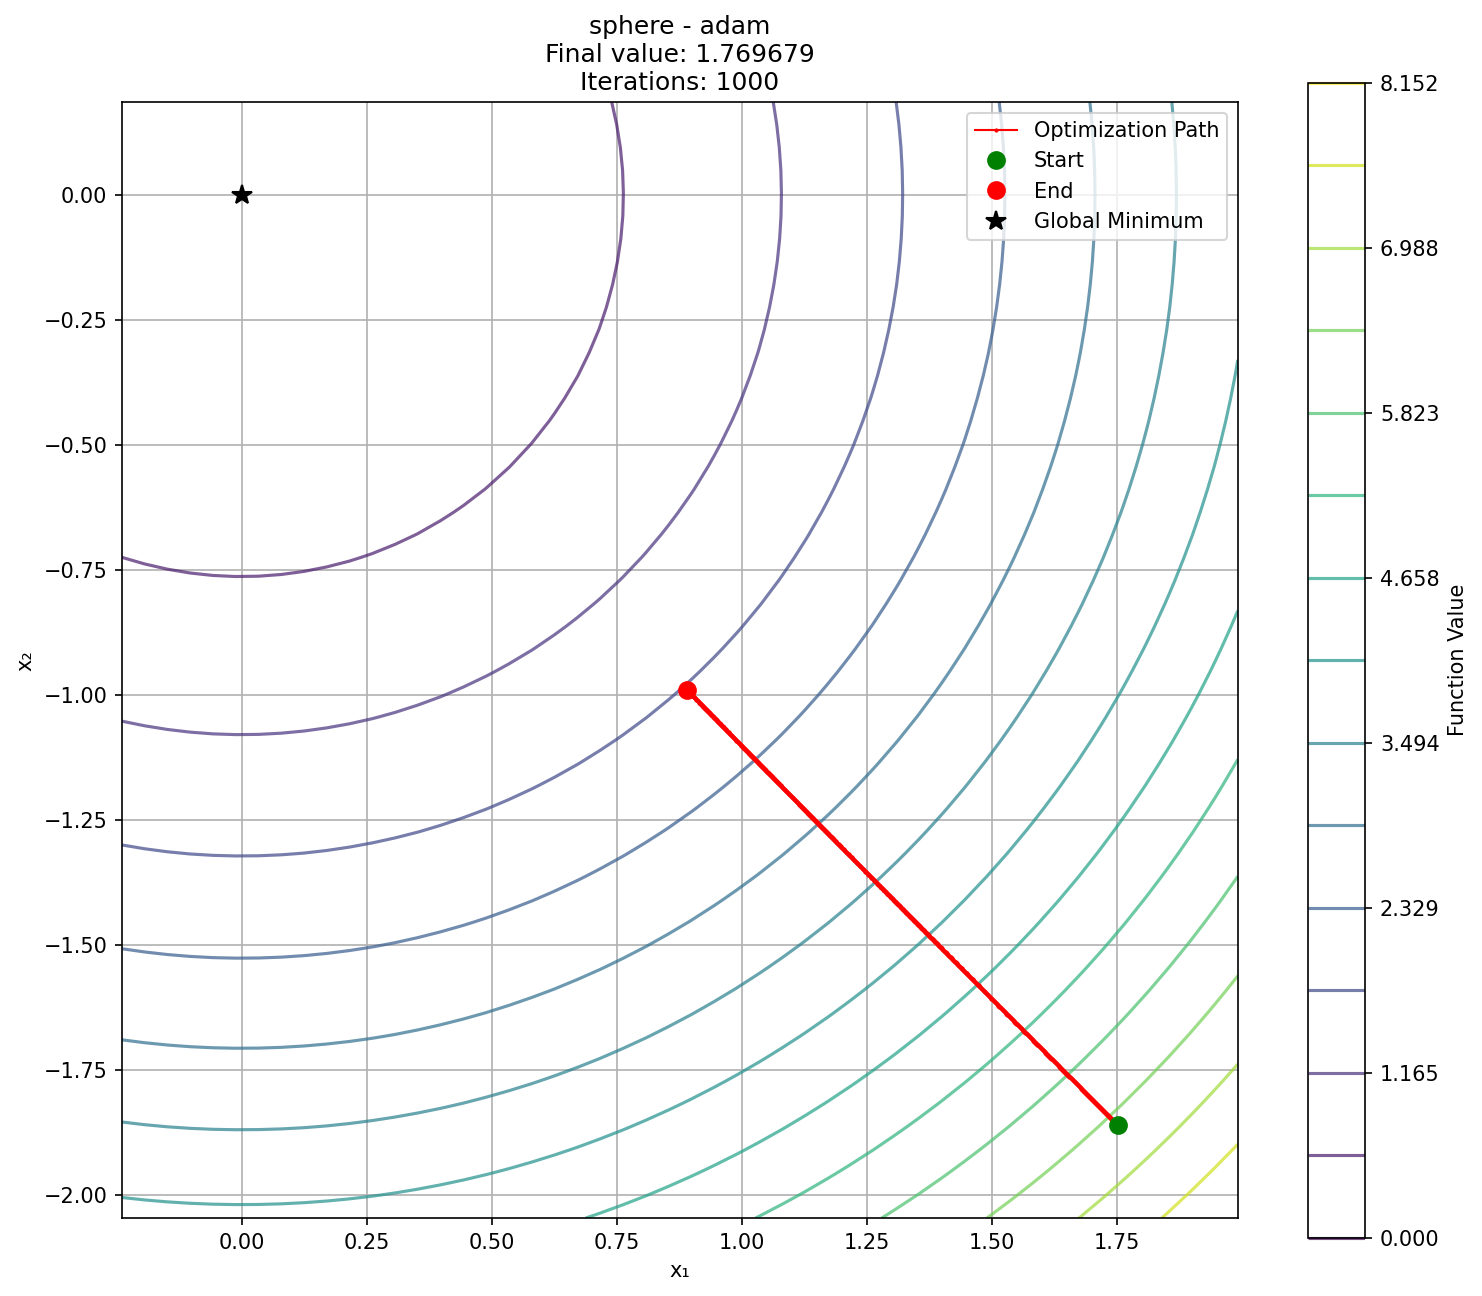 sphere - adam
Final value: 1.769679
Iterations: 1000
Optimization Path
Start
End
Global Minimum
0.00
−0.25
−0.50
−0.75
−1.00
−1.25
−1.50
−1.75
−2.00
x₂
0.00
0.25
0.50
0.75
1.00
1.25
1.50
1.75
x₁
8.152
6.988
5.823
4.658
3.494
2.329
1.165
0.000
Function Value